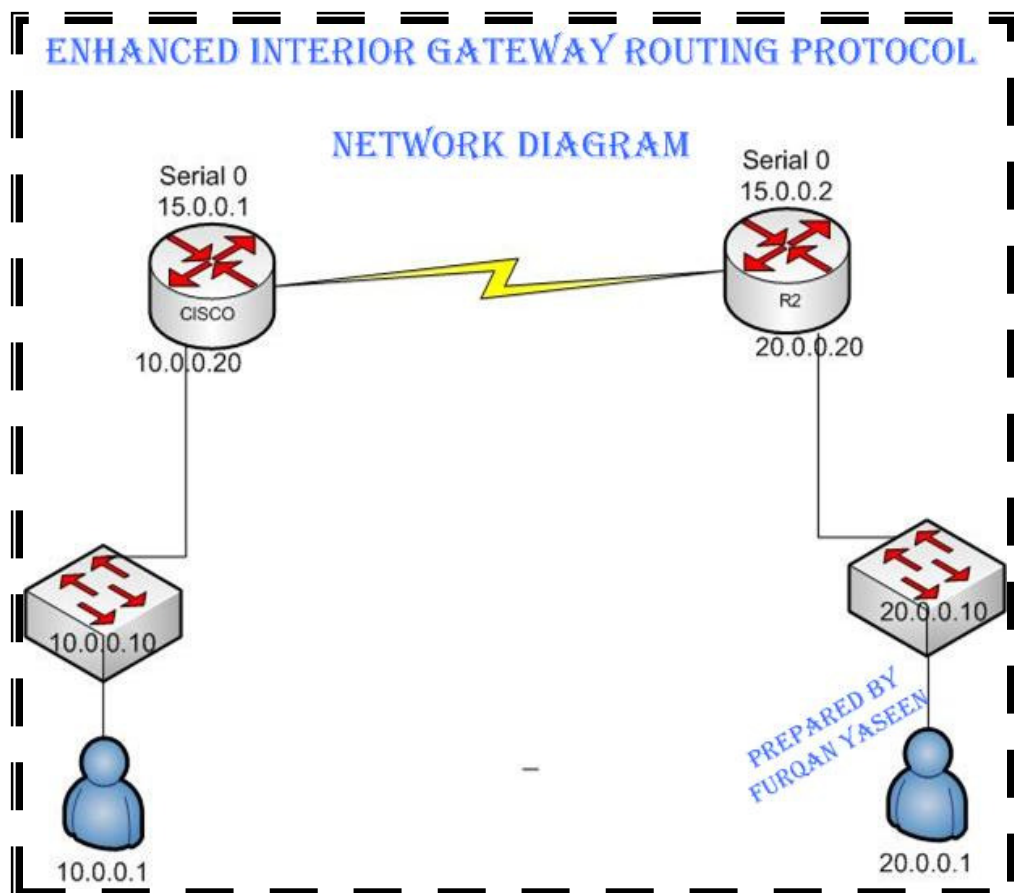 ENHANCED INTERIOR GATEWAY ROUTING PROTOCOL
NETWORK DIAGRAM
Serial 0
15.0.0.1
Serial 0
15.0.0.2
CISCO
R2
10.0.0.20
20.0.0.20
10.0.0.10
20.0.0.10
PREPARED BY
FURQAN YASEEN
10.0.0.1
20.0.0.1